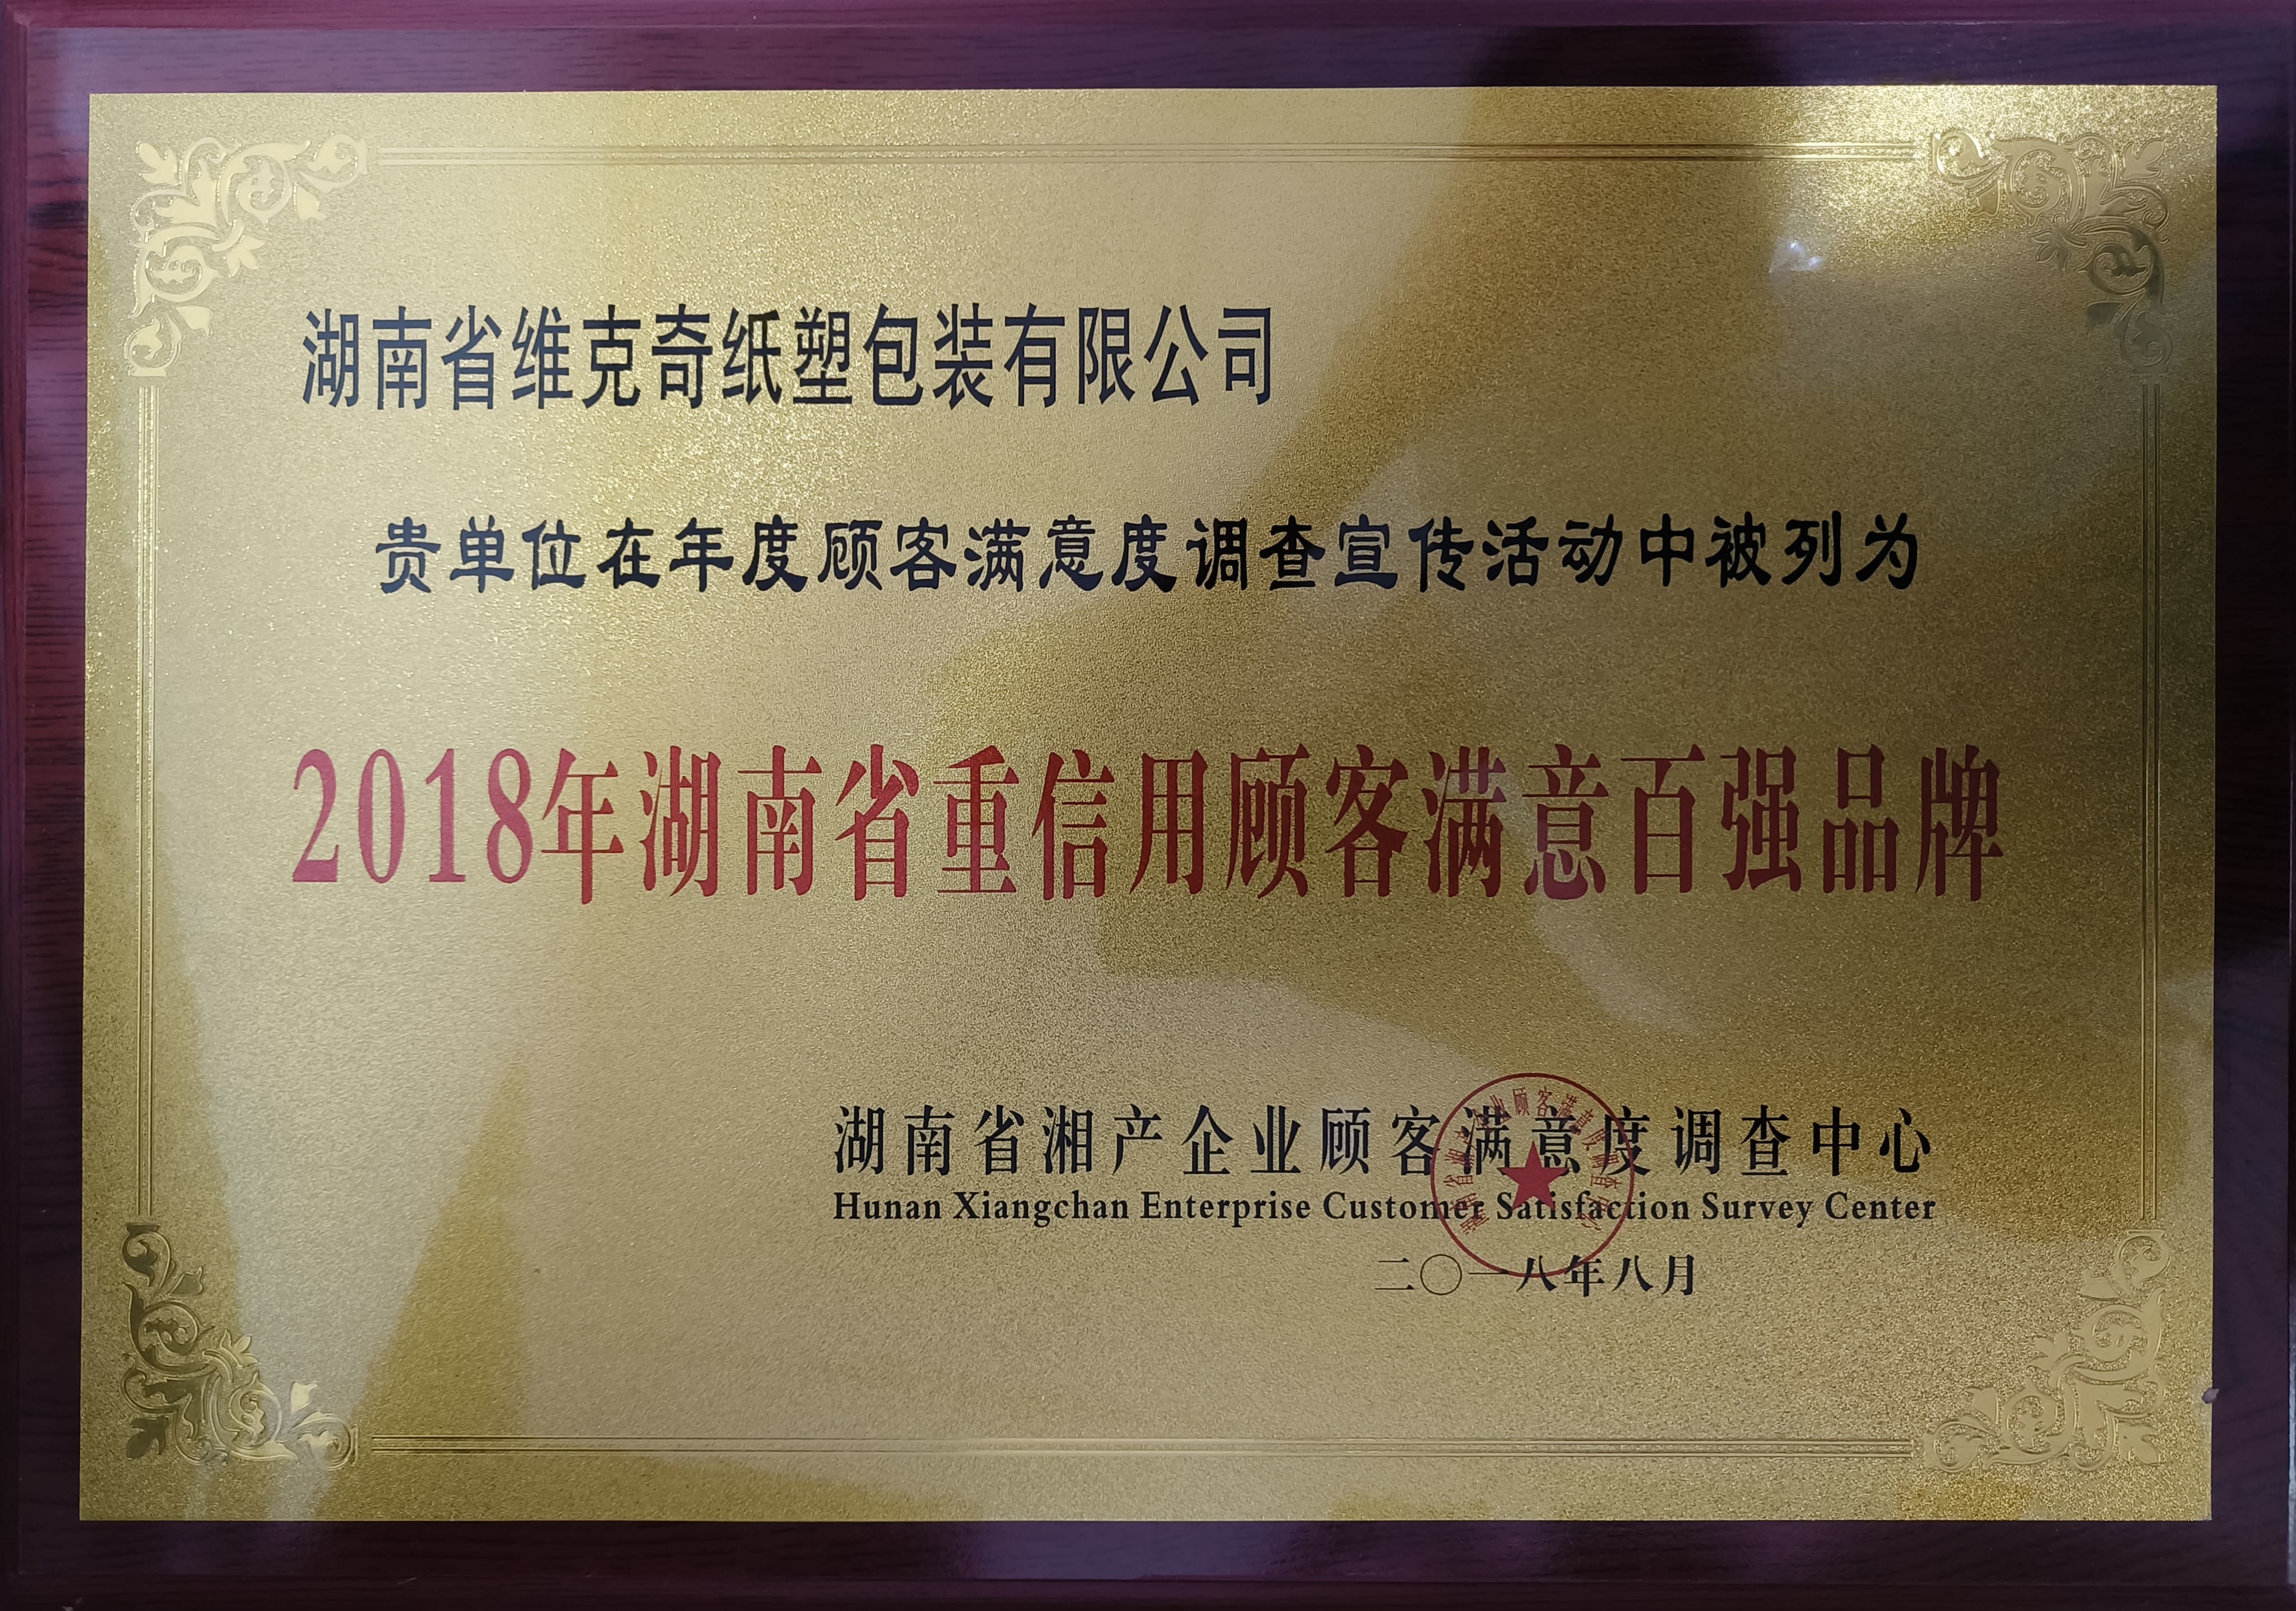 湖南省维克奇纸塑包装有限公司
贵单位在年度顾客满意度调查宣传活动中被列为
2018年湖南省重信用顾客满意百强品牌
湖南省湘产企业顾客满意度调查中心
Hunan Xiangchan Enterprise Customer Satisfaction Survey Center
二〇一八年八月